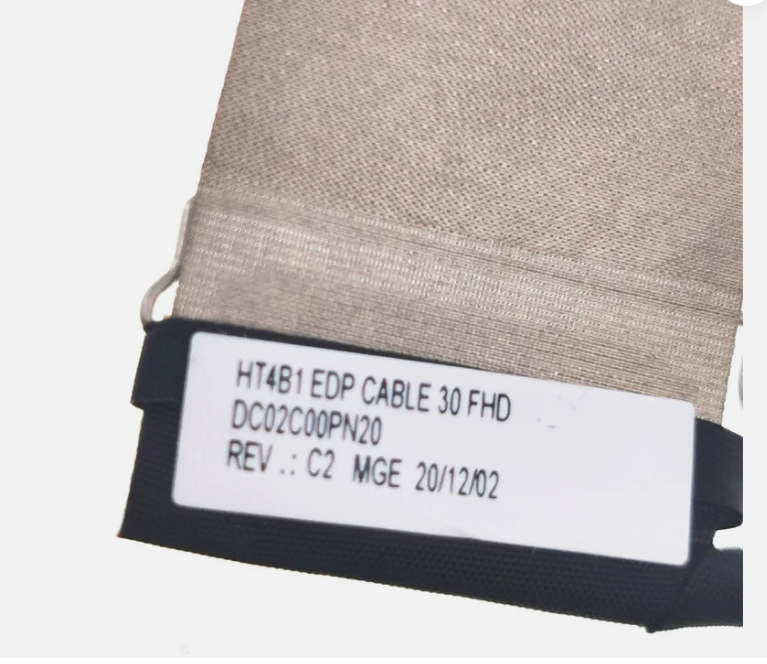 HT4B1 EDP CABLE 30 FHD
DC02C00PN20
REV .: C2 MGE 20/12/02